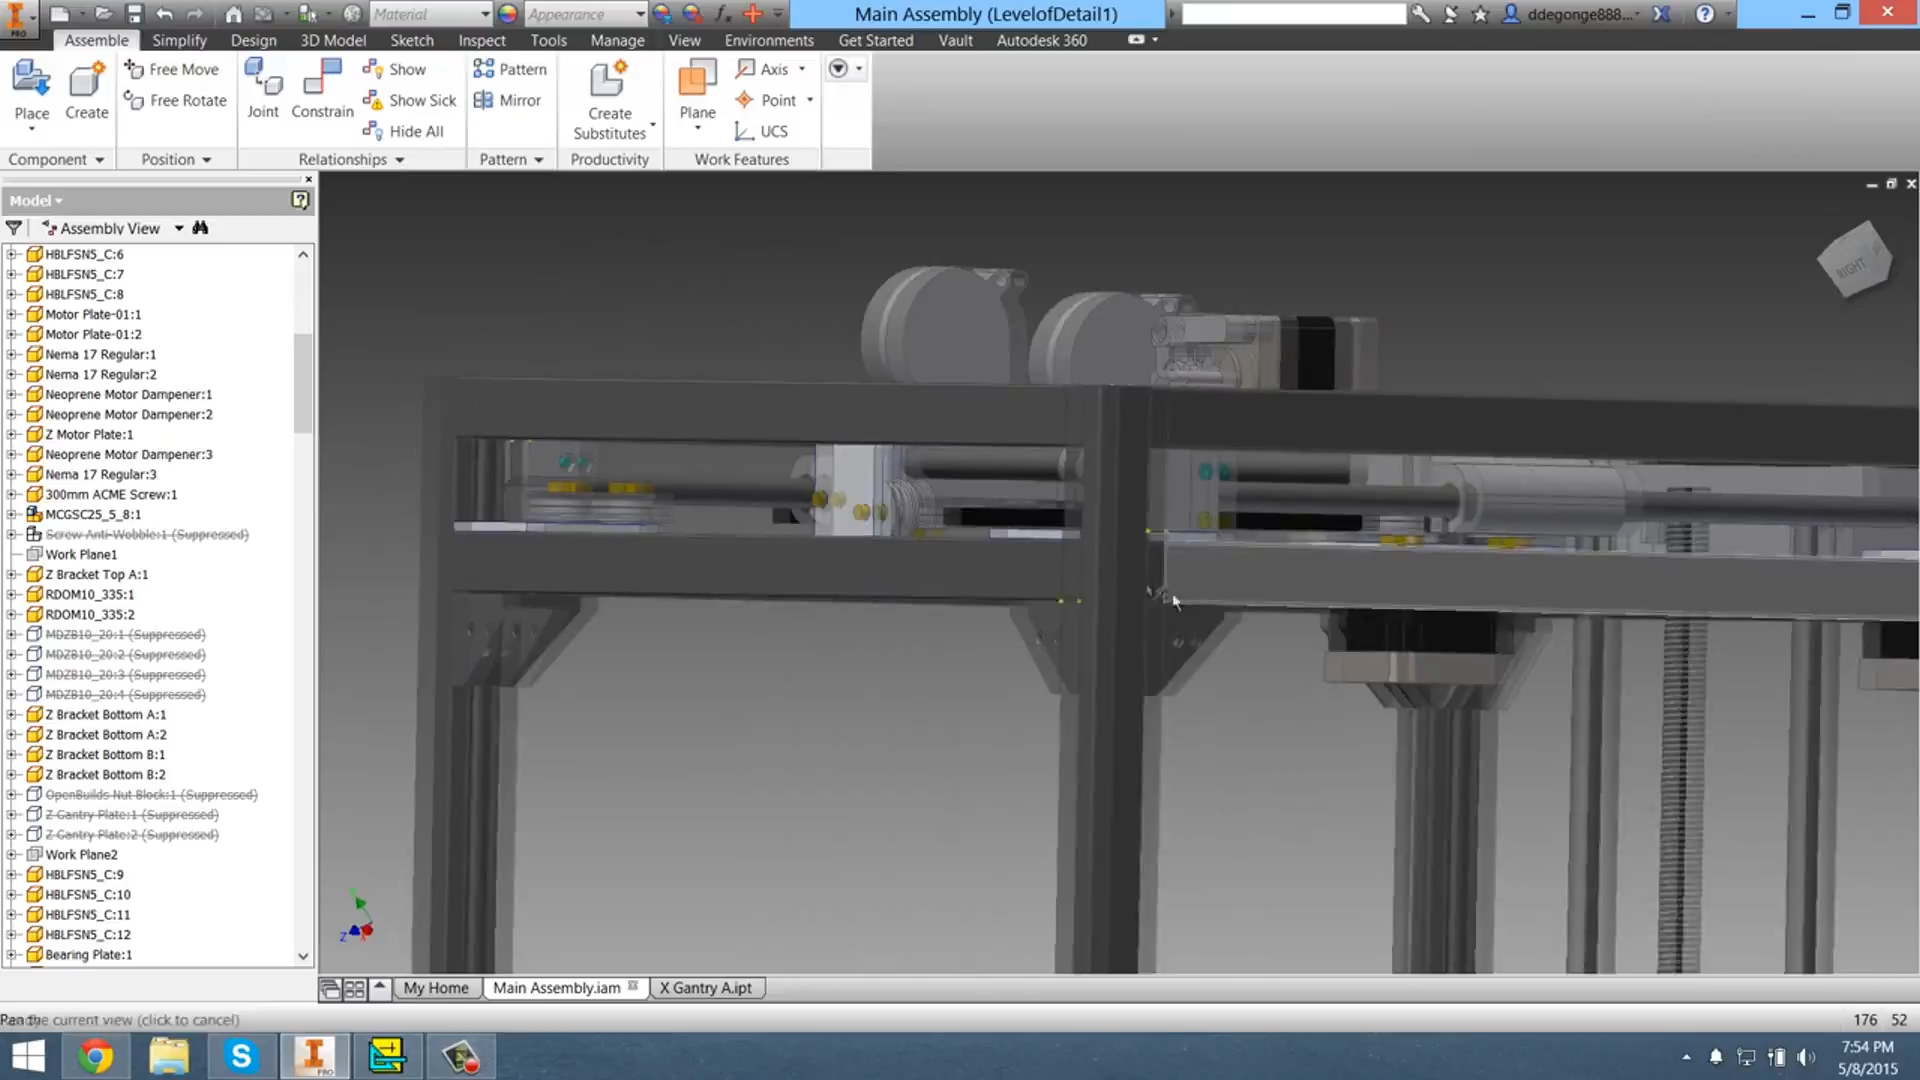 Material
Appearance
Main Assembly (LevelofDetail1)
ddegonge888...
PRO
Assemble Simplify Design 3D Model Sketch Inspect Tools Manage View Environments Get Started Vault Autodesk 360
Place
Create
Free Move
Free Rotate
Joint
Constrain
Show
Show Sick
Hide All
Pattern
Mirror
Create
Substitutes
Plane
Axis
Point
UCS
Component
Position
Relationships
Pattern
Productivity
Work Features
Model
Assembly View
HBLFSN5_C:6
HBLFSN5_C:7
HBLFSN5_C:8
Motor Plate-01:1
Motor Plate-01:2
Nema 17 Regular:1
Nema 17 Regular:2
Neoprene Motor Dampener:1
Neoprene Motor Dampener:2
Z Motor Plate:1
Neoprene Motor Dampener:3
Nema 17 Regular:3
300mm ACME Screw:1
MCGSC25_5_8:1
Screw Anti-Wobble:1 (Suppressed)
Work Plane1
Z Bracket Top A:1
RDOM10_335:1
RDOM10_335:2
MDZB10_20:1 (Suppressed)
MDZB10_20:2 (Suppressed)
MDZB10_20:3 (Suppressed)
MDZB10_20:4 (Suppressed)
Z Bracket Bottom A:1
Z Bracket Bottom A:2
Z Bracket Bottom B:1
Z Bracket Bottom B:2
OpenBuilds Nut Block:1 (Suppressed)
Z Gantry Plate:1 (Suppressed)
Z Gantry Plate:2 (Suppressed)
Work Plane2
HBLFSN5_C:9
HBLFSN5_C:10
HBLFSN5_C:11
HBLFSN5_C:12
Bearing Plate:1
RIGHT
Z
My Home
Main Assembly.iam
X Gantry A.ipt
the current view (click to cancel)
176 52
PRO
7:54 PM
5/8/2015